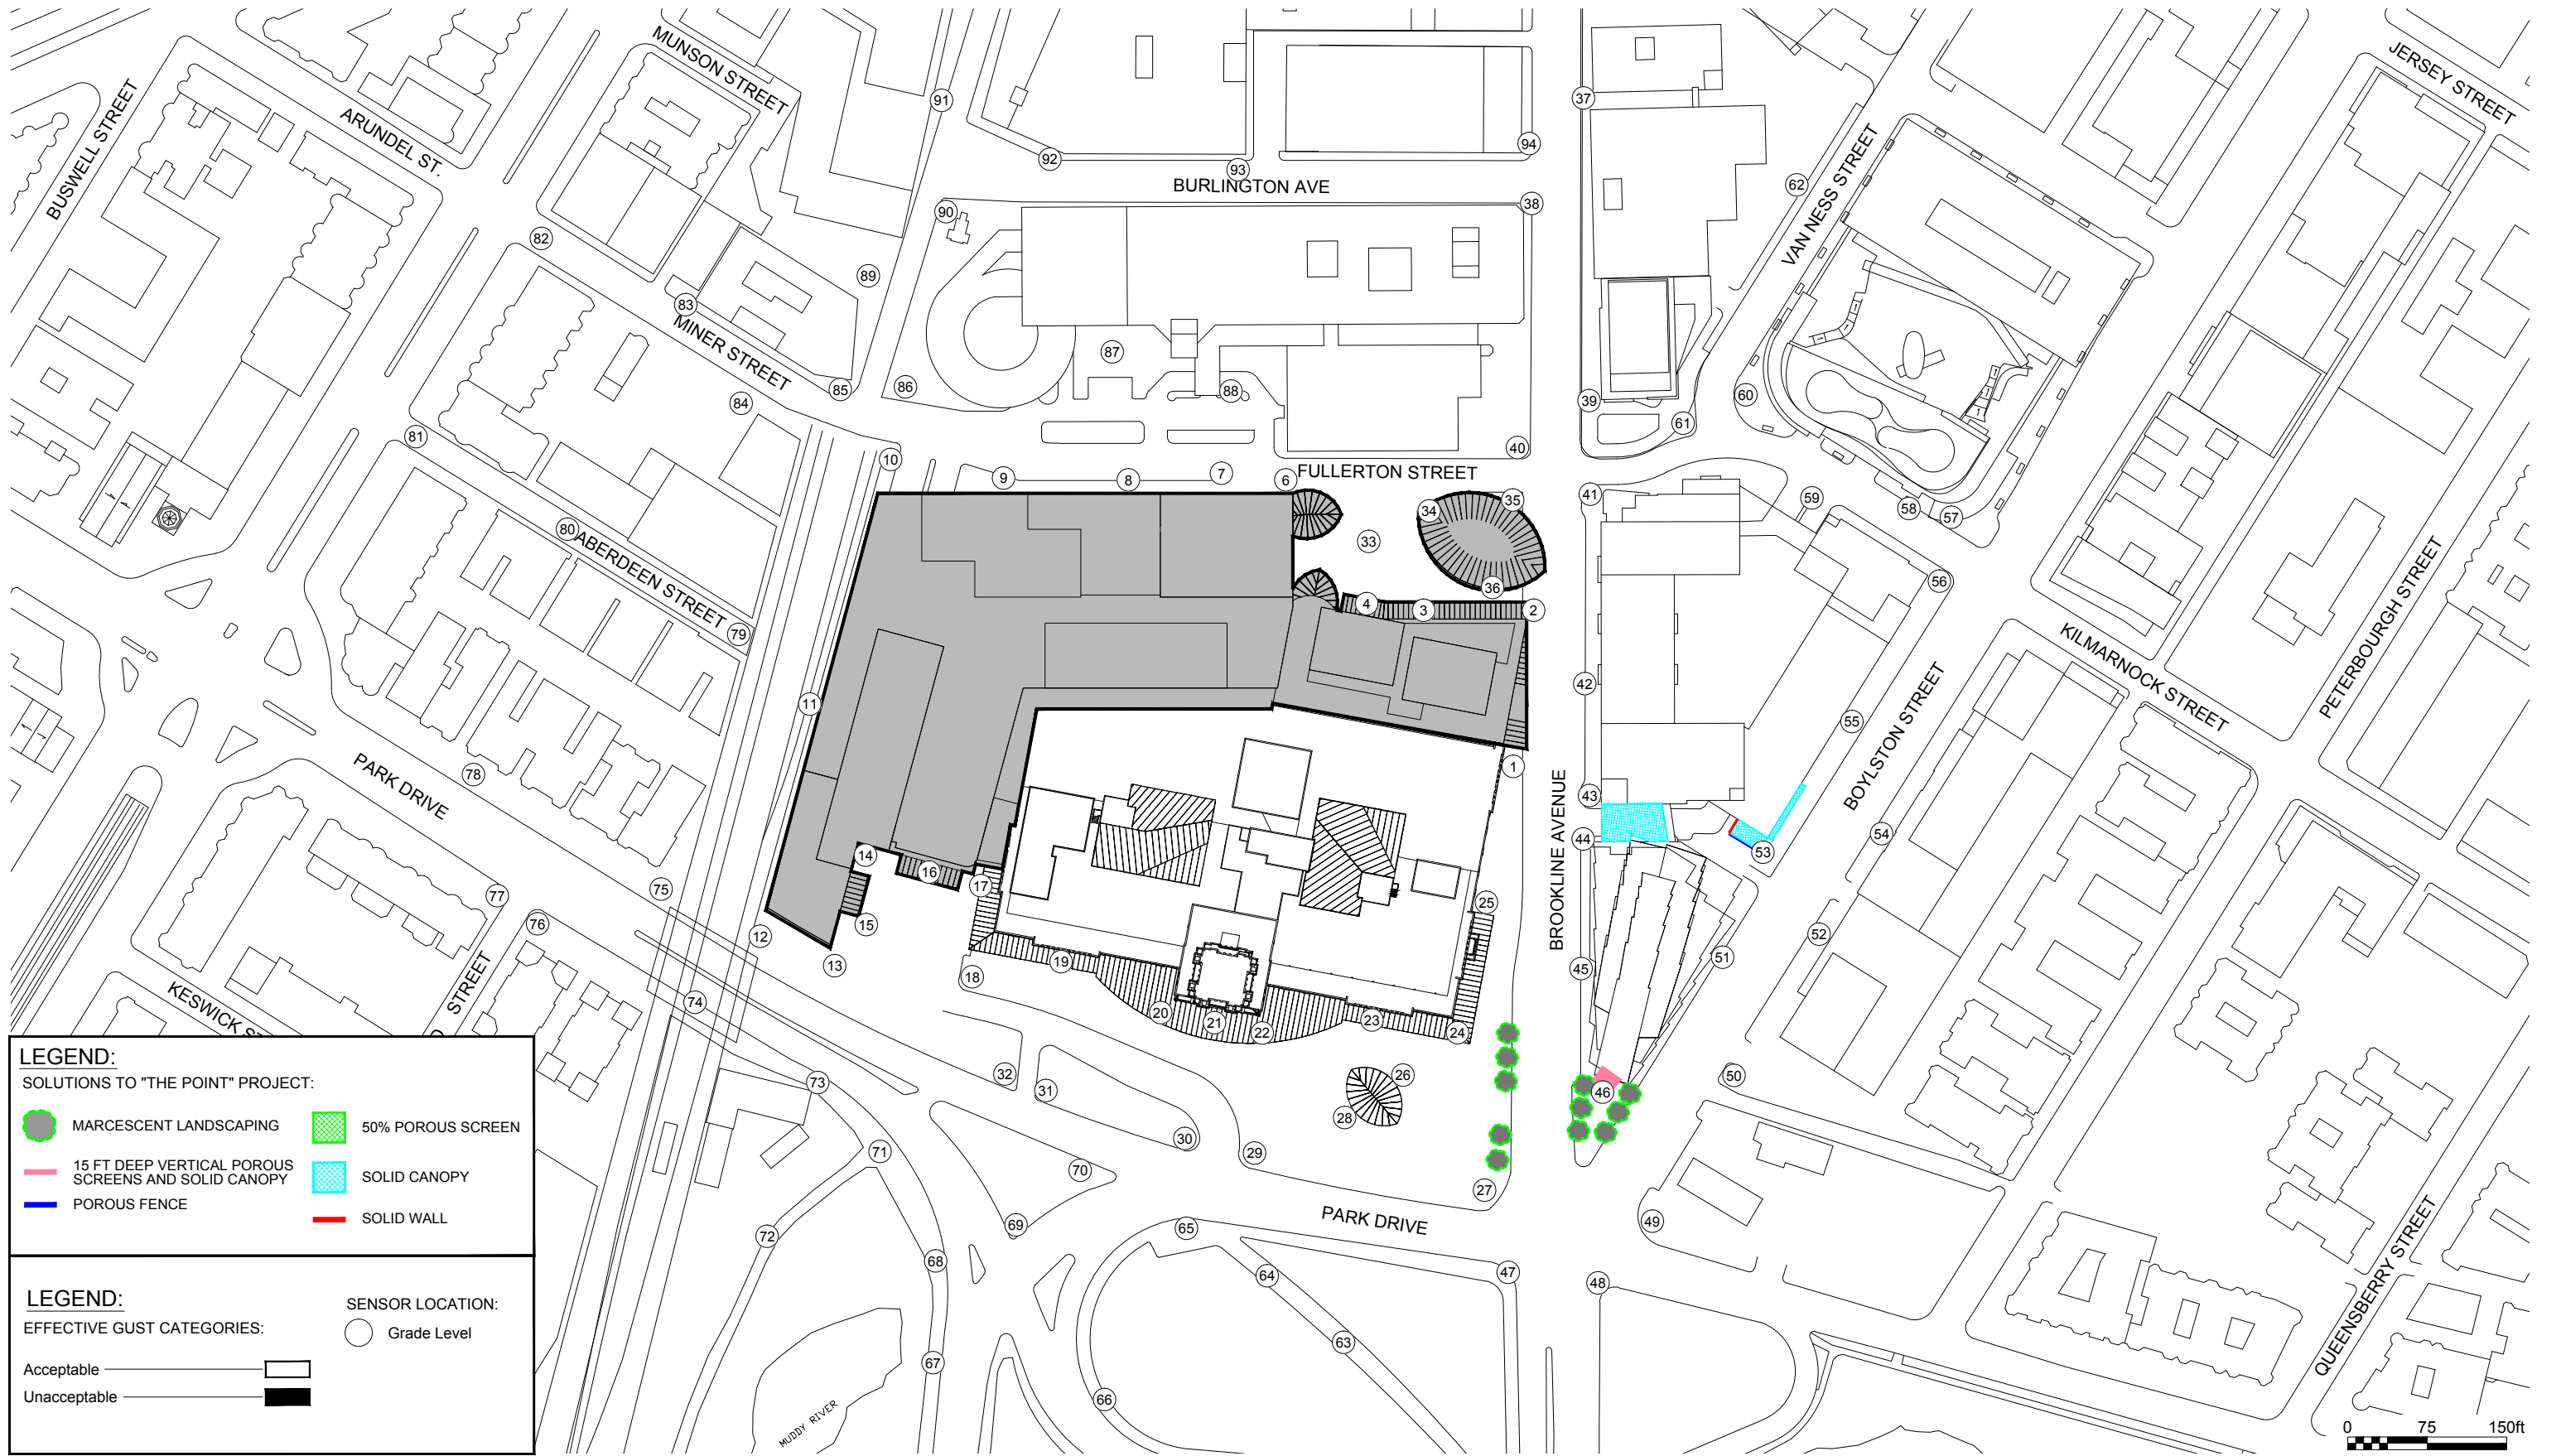 MUNSON STREET
JERSEY STREET
BUSWELL STREET
ARUNDEL ST.
91
37
94
92
93
BURLINGTON AVE
62
VAN NESS STREET
90
38
82
89
83
MINER STREET
87
86
85
88
84
39
60
61
81
40
10
9
8
7
6
FULLERTON STREET
41
35
34
59
58
57
80
ABERDEEN STREET
33
36
56
79
4
3
2
KILMARNOCK STREET
PETERBOURGH STREET
11
42
55
BOYLSTON STREET
PARK DRIVE
78
1
BROOKLINE AVENUE
43
44
54
53
14
16
17
75
77
76
15
12
13
25
52
51
45
18
19
STREET
KESWICK
74
20
21
22
23
24
32
31
26
28
73
46
50
30
29
71
70
27
69
65
PARK DRIVE
49
72
68
64
47
48
63
67
66
MUDDY RIVER
QUEENSBERRY STREET
LEGEND:
SOLUTIONS TO "THE POINT" PROJECT:
MARCESCENT LANDSCAPING
50% POROUS SCREEN
15 FT DEEP VERTICAL POROUS
SCREENS AND SOLID CANOPY
SOLID CANOPY
POROUS FENCE
SOLID WALL
LEGEND:
EFFECTIVE GUST CATEGORIES:
SENSOR LOCATION:
Grade Level
Acceptable
Unacceptable
0 75 150ft